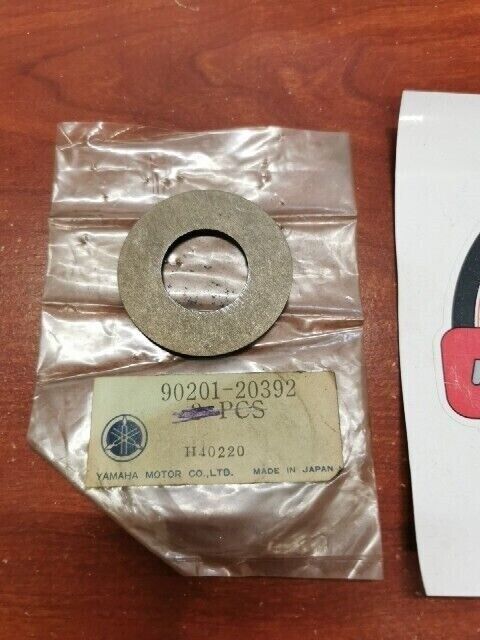 90201-20392
PCS
H40220
YAMAHA MOTOR CO.,LTD. MADE IN JAPAN